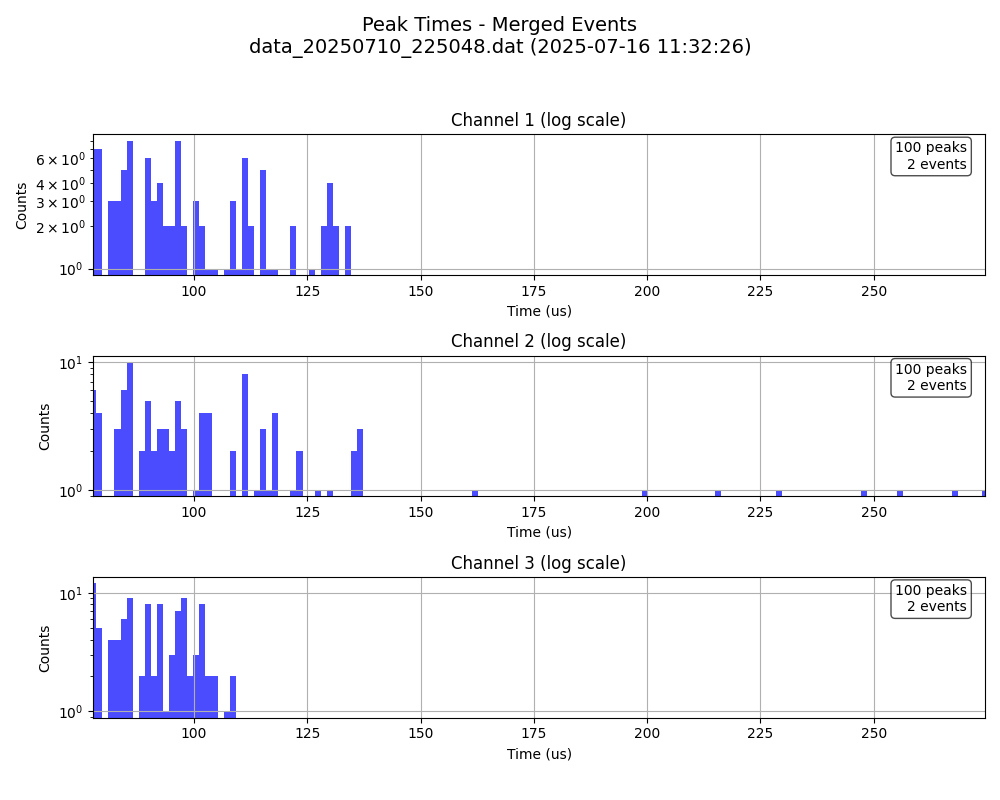 Peak Times - Merged Events
data_20250710_225048.dat (2025-07-16 11:32:26)
Channel 1 (log scale)
100 peaks
2 events
6 × 10⁰
4 × 10⁰
3 × 10⁰
2 × 10⁰
10⁰
Counts
100 125 150 175 200 225 250
Time (us)
Channel 2 (log scale)
100 peaks
2 events
10¹
10⁰
Counts
100 125 150 175 200 225 250
Time (us)
Channel 3 (log scale)
100 peaks
2 events
10¹
10⁰
Counts
100 125 150 175 200 225 250
Time (us)